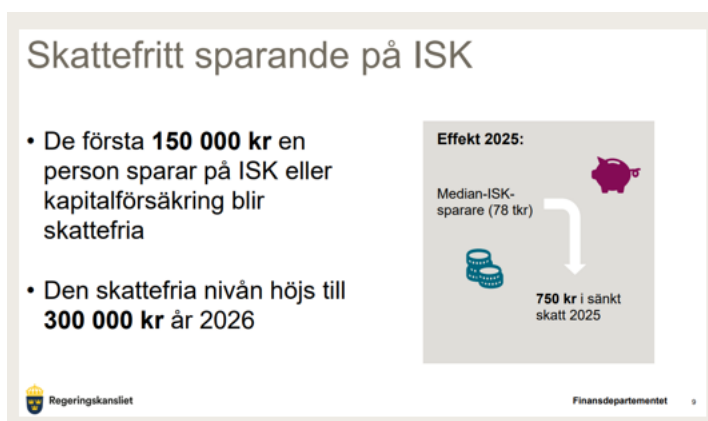 Skattefritt sparande på ISK
• De första 150 000 kr en
person sparar på ISK eller
kapitalförsäkring blir
skattefria
• Den skattefria nivån höjs till
300 000 kr år 2026
Effekt 2025:
Median-ISK-
sparare (78 tkr)
750 kr i sänkt
skatt 2025
Regeringskansliet
Finansdepartementet
9